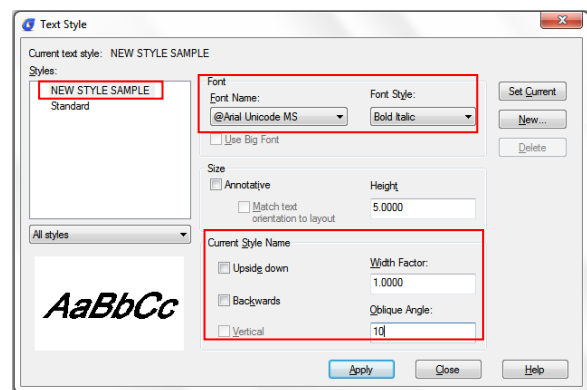 Text Style
Current text style: NEW STYLE SAMPLE
Styles:
NEW STYLE SAMPLE
Standard
All styles
AaBbCc
Font
Font Name:
@Arial Unicode MS
Font Style:
Bold Italic
Use Big Font
Size
Annotative
Match text
orientation to layout
Height
5.0000
Current Style Name
Upside down
Backwards
Vertical
Width Factor:
1.0000
Oblique Angle:
10
Set Current
New...
Delete
Apply
Close
Help